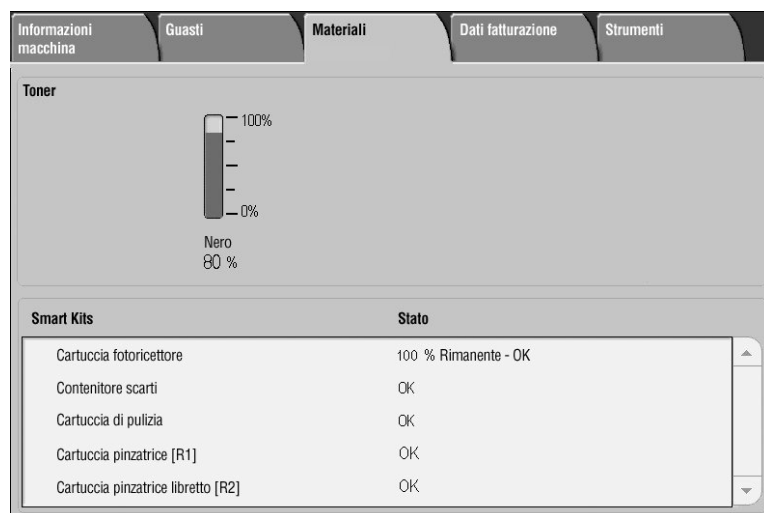 Informazioni macchina Guasti Materiali Dati fatturazione Strumenti
Toner
100%
0%
Nero
80 %
Smart Kits Stato
Cartuccia fotoricettore 100 % Rimanente - OK
Contenitore scarti OK
Cartuccia di pulizia OK
Cartuccia pinzatrice [R1] OK
Cartuccia pinzatrice libretto [R2] OK